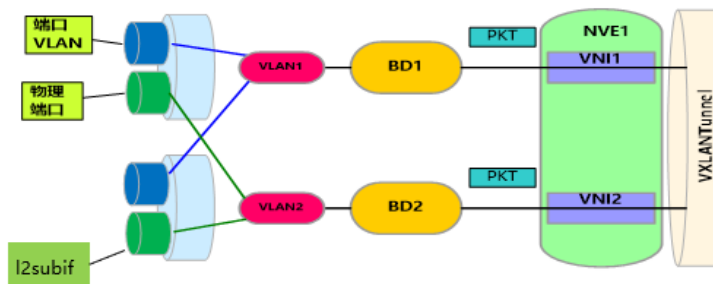 端口
VLAN
物理
端口
l2subif
VLAN1
VLAN2
BD1
BD2
PKT
PKT
NVE1
VNI1
VNI2
VXLANTunnel